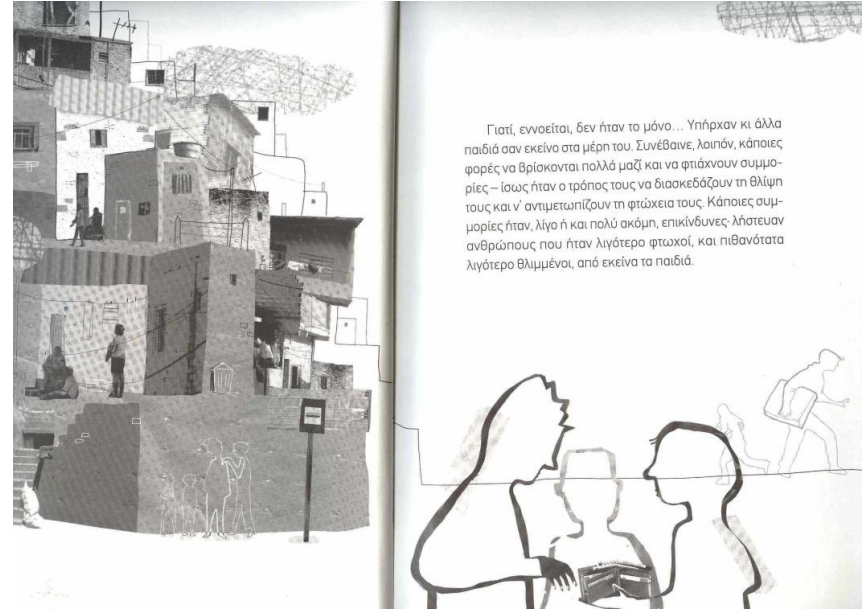 Γιατί, εννοείται, δεν ήταν το μόνο... Υπήρχαν κι άλλα
παιδιά σαν εκείνο στα μέρη του. Συνέβαινε, λοιπόν, κάποιες
φορές να βρίσκονται πολλά μαζί και να φτιάχνουν συμμο-
ρίες – ίσως ήταν ο τρόπος τους να διασκεδάζουν τη θλίψη
τους και ν' αντιμετωπίζουν τη φτώχεια τους. Κάποιες συμ-
μορίες ήταν, λίγο ή και πολύ ακόμη, επικίνδυνες· λήστευαν
ανθρώπους που ήταν λιγότερο φτωχοί, και πιθανότατα
λιγότερο θλιμμένοι, από εκείνα τα παιδιά.